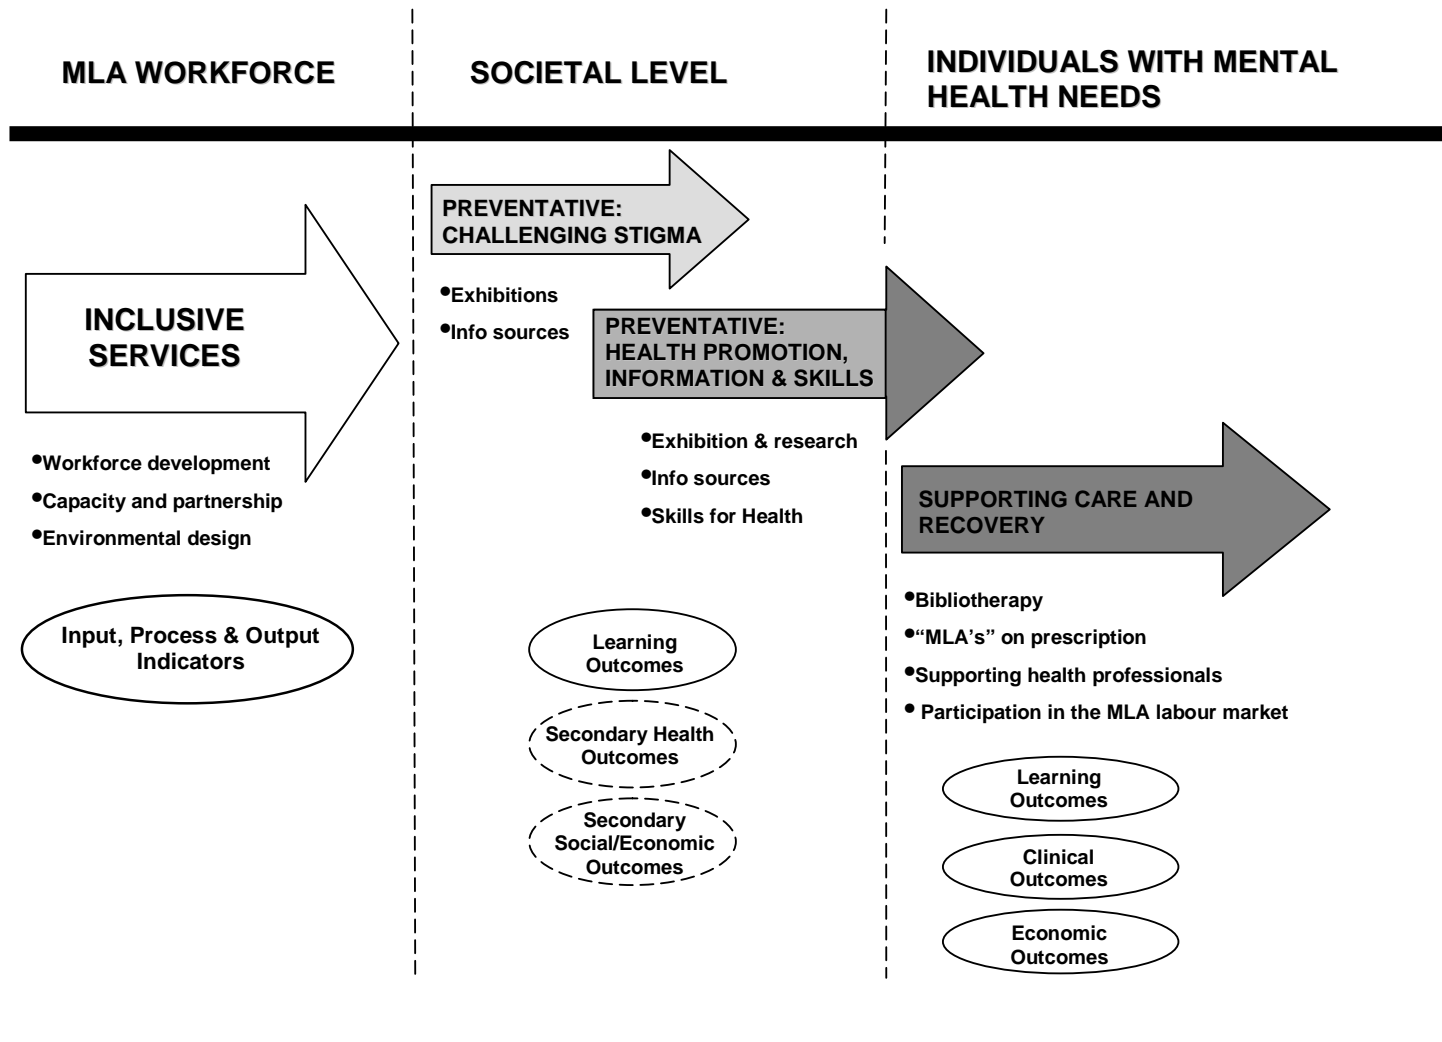 MLA WORKFORCE
SOCIETAL LEVEL
INDIVIDUALS WITH MENTAL
HEALTH NEEDS
INCLUSIVE
SERVICES
•Workforce development
•Capacity and partnership
•Environmental design
Input, Process & Output
Indicators
PREVENTATIVE:
CHALLENGING STIGMA
•Exhibitions
•Info sources
PREVENTATIVE:
HEALTH PROMOTION,
INFORMATION & SKILLS
•Exhibition & research
•Info sources
•Skills for Health
Learning
Outcomes
Secondary Health
Outcomes
Secondary
Social/Economic
Outcomes
SUPPORTING CARE AND
RECOVERY
•Bibliotherapy
•“MLA’s” on prescription
•Supporting health professionals
• Participation in the MLA labour market
Learning
Outcomes
Clinical
Outcomes
Economic
Outcomes